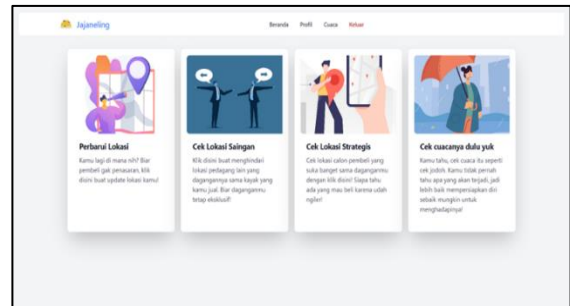 Jajaneling
Beranda Profil Cuaca Keluar
Perbarui Lokasi
Kamu lagi di mana nih? Biar
pembeli gak penasaran, klik
disini buat update lokasi kamu!
Cek Lokasi Saingan
Klik disini buat menghindari
lokasi pedagang lain yang
dagangannya sama kayak yang
kamu jual. Biar daganganmu
tetap eksklusif!
Cek Lokasi Strategis
Cek lokasi calon pembeli yang
suka banget sama daganganmu
dengan klik disini! Siapa tahu
ada yang mau beli karena udah
ngiler!
Cek cuacanya dulu yuk
Kamu tahu, cek cuaca itu seperti
cek jodoh. Kamu tidak pernah
tahu apa yang akan terjadi, jadi
lebih baik mempersiapkan diri
sebaik mungkin untuk
menghadapinya!